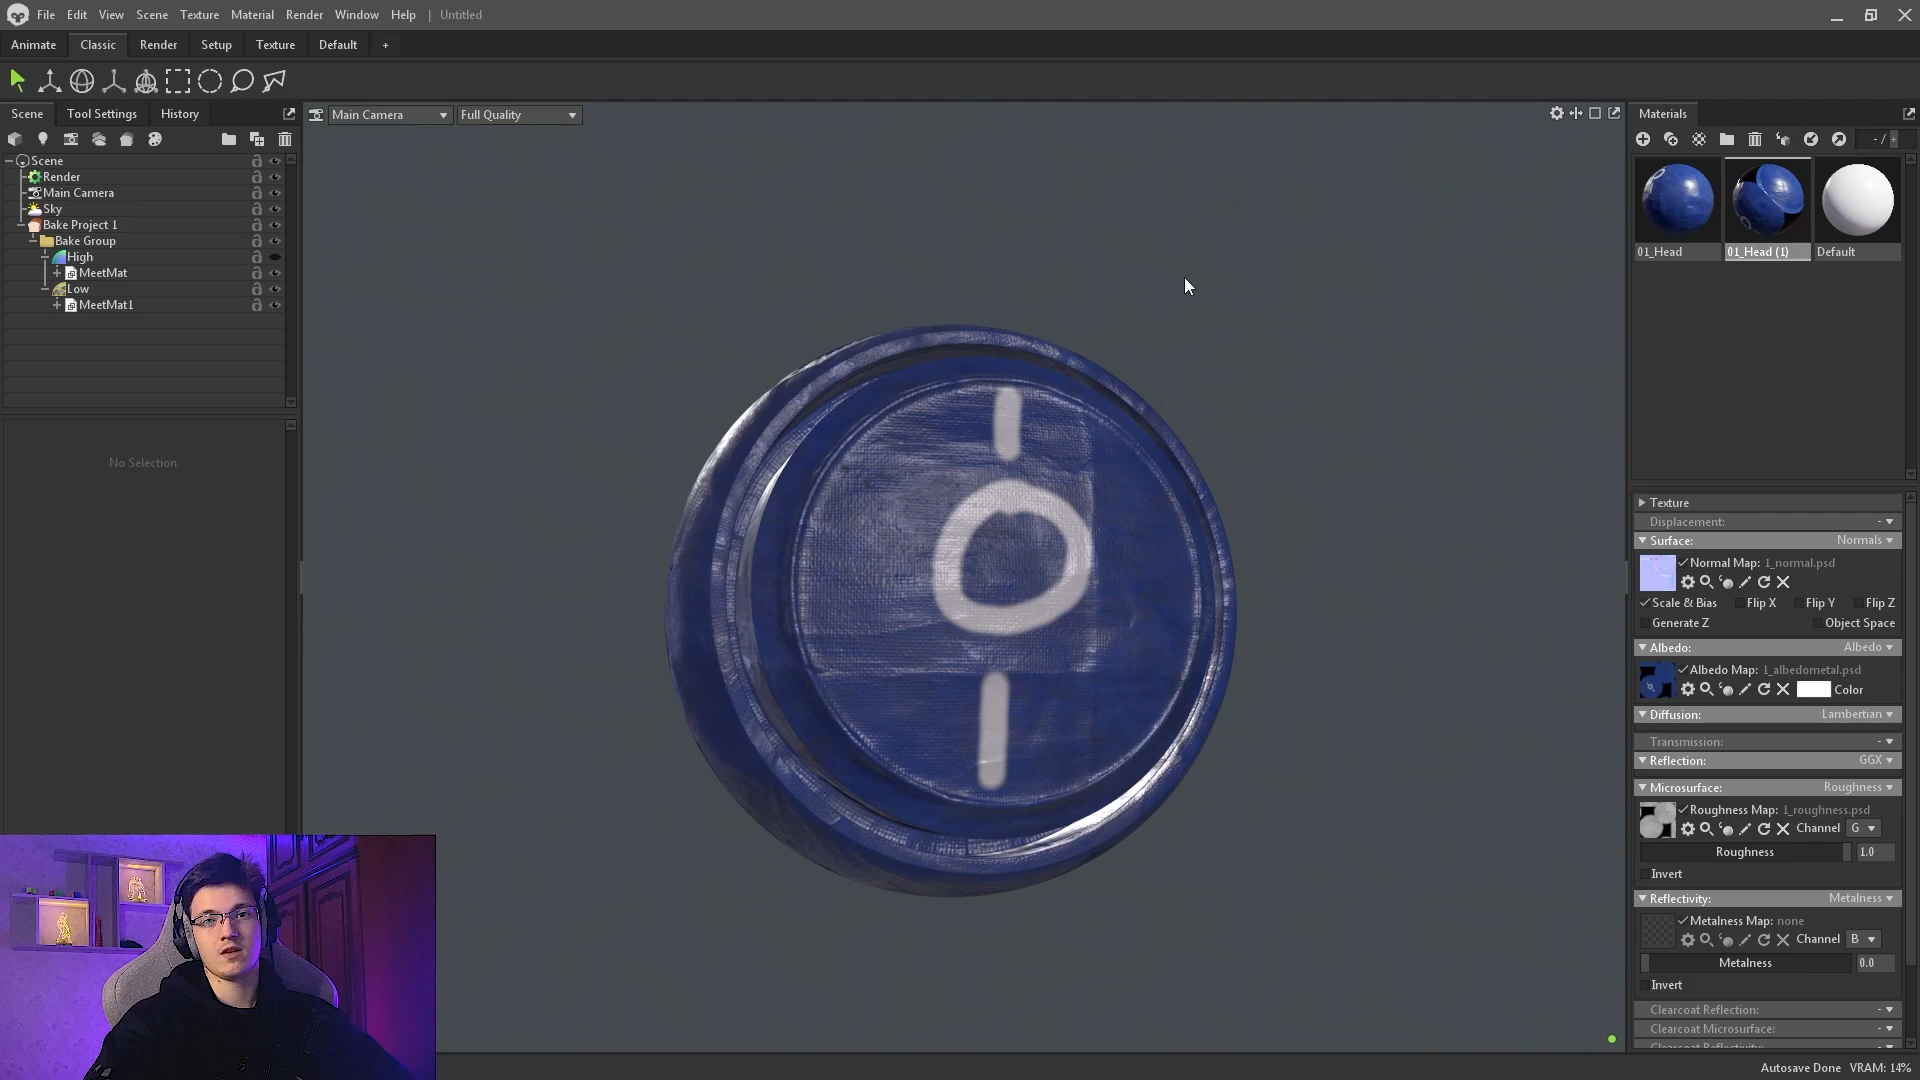 File Edit View Scene Texture Material Render Window Help | Untitled
Animate Classic Render Setup Texture Default +
Scene Tool Settings History
Main Camera Full Quality
Materials
- /
Scene
Render
Main Camera
Sky
Bake Project 1
Bake Group
High
MeetMat
Low
MeetMat1
No Selection
01_Head 01_Head (1) Default
Texture
Displacement: -
Surface: Normals
Normal Map: 1_normal.psd
Scale & Bias Flip X Flip Y Flip Z
Generate Z Object Space
Albedo: Albedo
Albedo Map: 1_albedometal.psd
Color
Diffusion: Lambertian
Transmission: -
Reflection: GGX
Microsurface: Roughness
Roughness Map: 1_roughness.psd
Channel G
Roughness 1.0
Invert
Reflectivity: Metalness
Metalness Map: none
Channel B
Metalness 0.0
Invert
Clearcoat Reflection: -
Clearcoat Microsurface: -
Clearcoat Reflectivity: -
Autosave Done VRAM: 14%